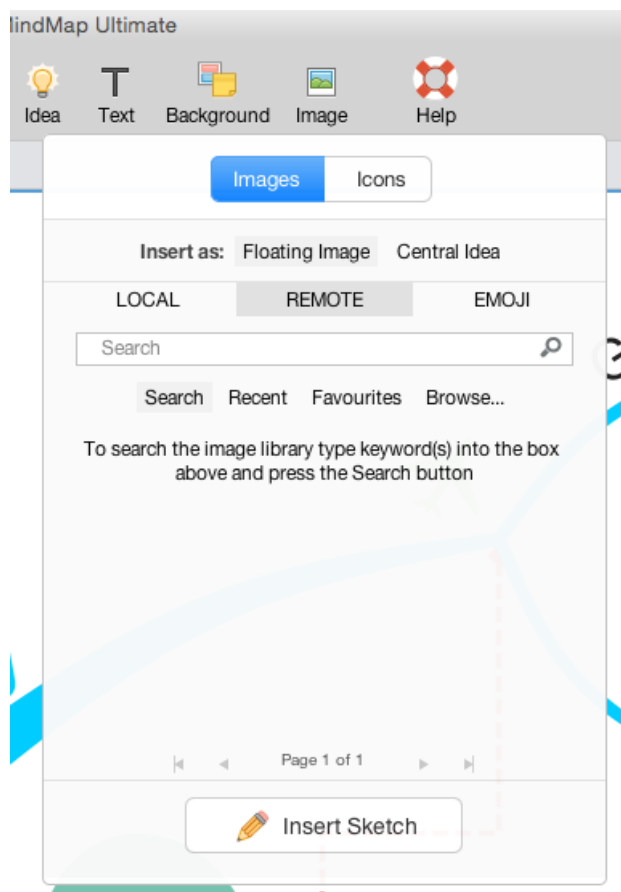 MindMap Ultimate
Idea Text Background Image Help
Images Icons
Insert as: Floating Image Central Idea
LOCAL REMOTE EMOJI
Search
Search Recent Favourites Browse...
To search the image library type keyword(s) into the box
above and press the Search button
Page 1 of 1
Insert Sketch